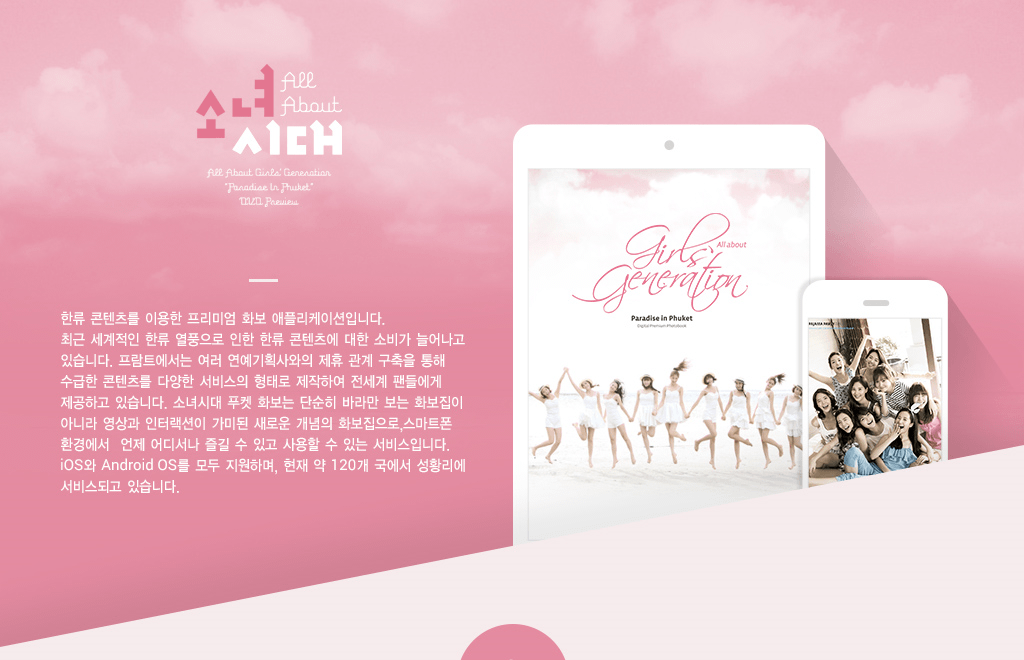 소녀
All
About
시대
All About Girls' Generation
"Paradise In Phuket"
DVD Preview
한류 콘텐츠를 이용한 프리미엄 화보 애플리케이션입니다.
최근 세계적인 한류 열풍으로 인한 한류 콘텐츠에 대한 소비가 늘어나고
있습니다. 프람트에서는 여러 연예기획사와의 제휴 관계 구축을 통해
수급한 콘텐츠를 다양한 서비스의 형태로 제작하여 전세계 팬들에게
제공하고 있습니다. 소녀시대 푸켓 화보는 단순히 바라만 보는 화보집이
아니라 영상과 인터랙션이 가미된 새로운 개념의 화보집으로,스마트폰
환경에서 언제 어디서나 즐길 수 있고 사용할 수 있는 서비스입니다.
iOS와 Android OS를 모두 지원하며, 현재 약 120개 국에서 성황리에
서비스되고 있습니다.
All about
Girls'
Generation
Paradise in Phuket
Digital Premium Photobook